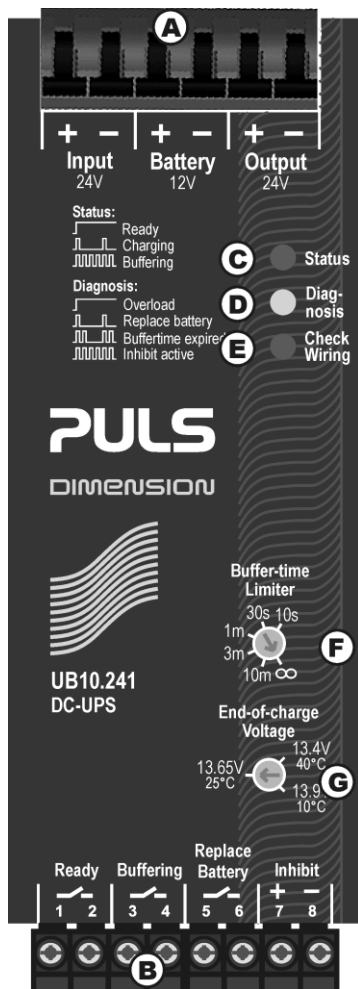 A
+ − + − + −
Input Battery Output
24V 12V 24V
Status:
Ready
Charging
Buffering
Diagnosis:
Overload
Replace battery
Buffertime expired
Inhibit active
C Status
D Diag-
nosis
E Check
Wiring
PULS
DIMENSION
UB10.241
DC-UPS
Buffer-time
Limiter
30s 10s
1m
3m
10m ∞
F
End-of-charge
Voltage
13.4V
40°C
13.65V
25°C
10°C
G
Ready Buffering Replace
Battery Inhibit
+ −
1 2 3 4 5 6 7 8
B